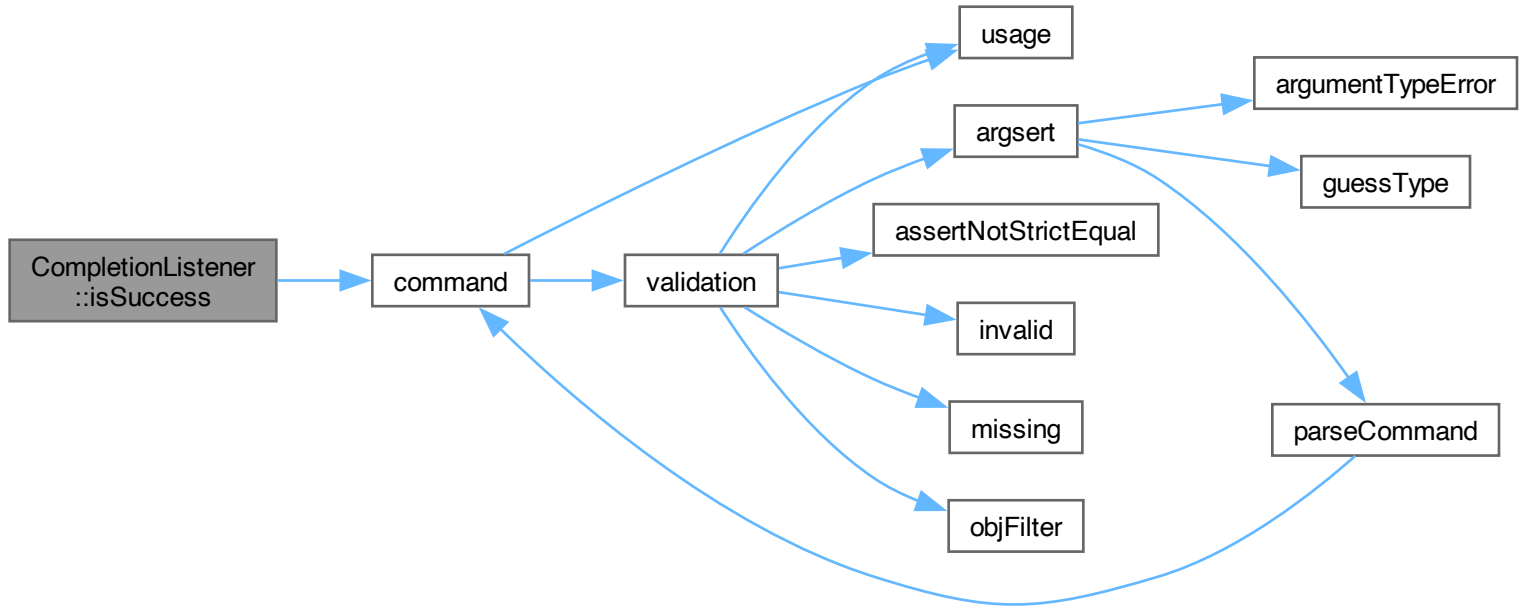 CompletionListener
::isSuccess
command
validation
usage
argsert
assertNotStrictEqual
invalid
missing
objFilter
argumentTypeError
guessType
parseCommand